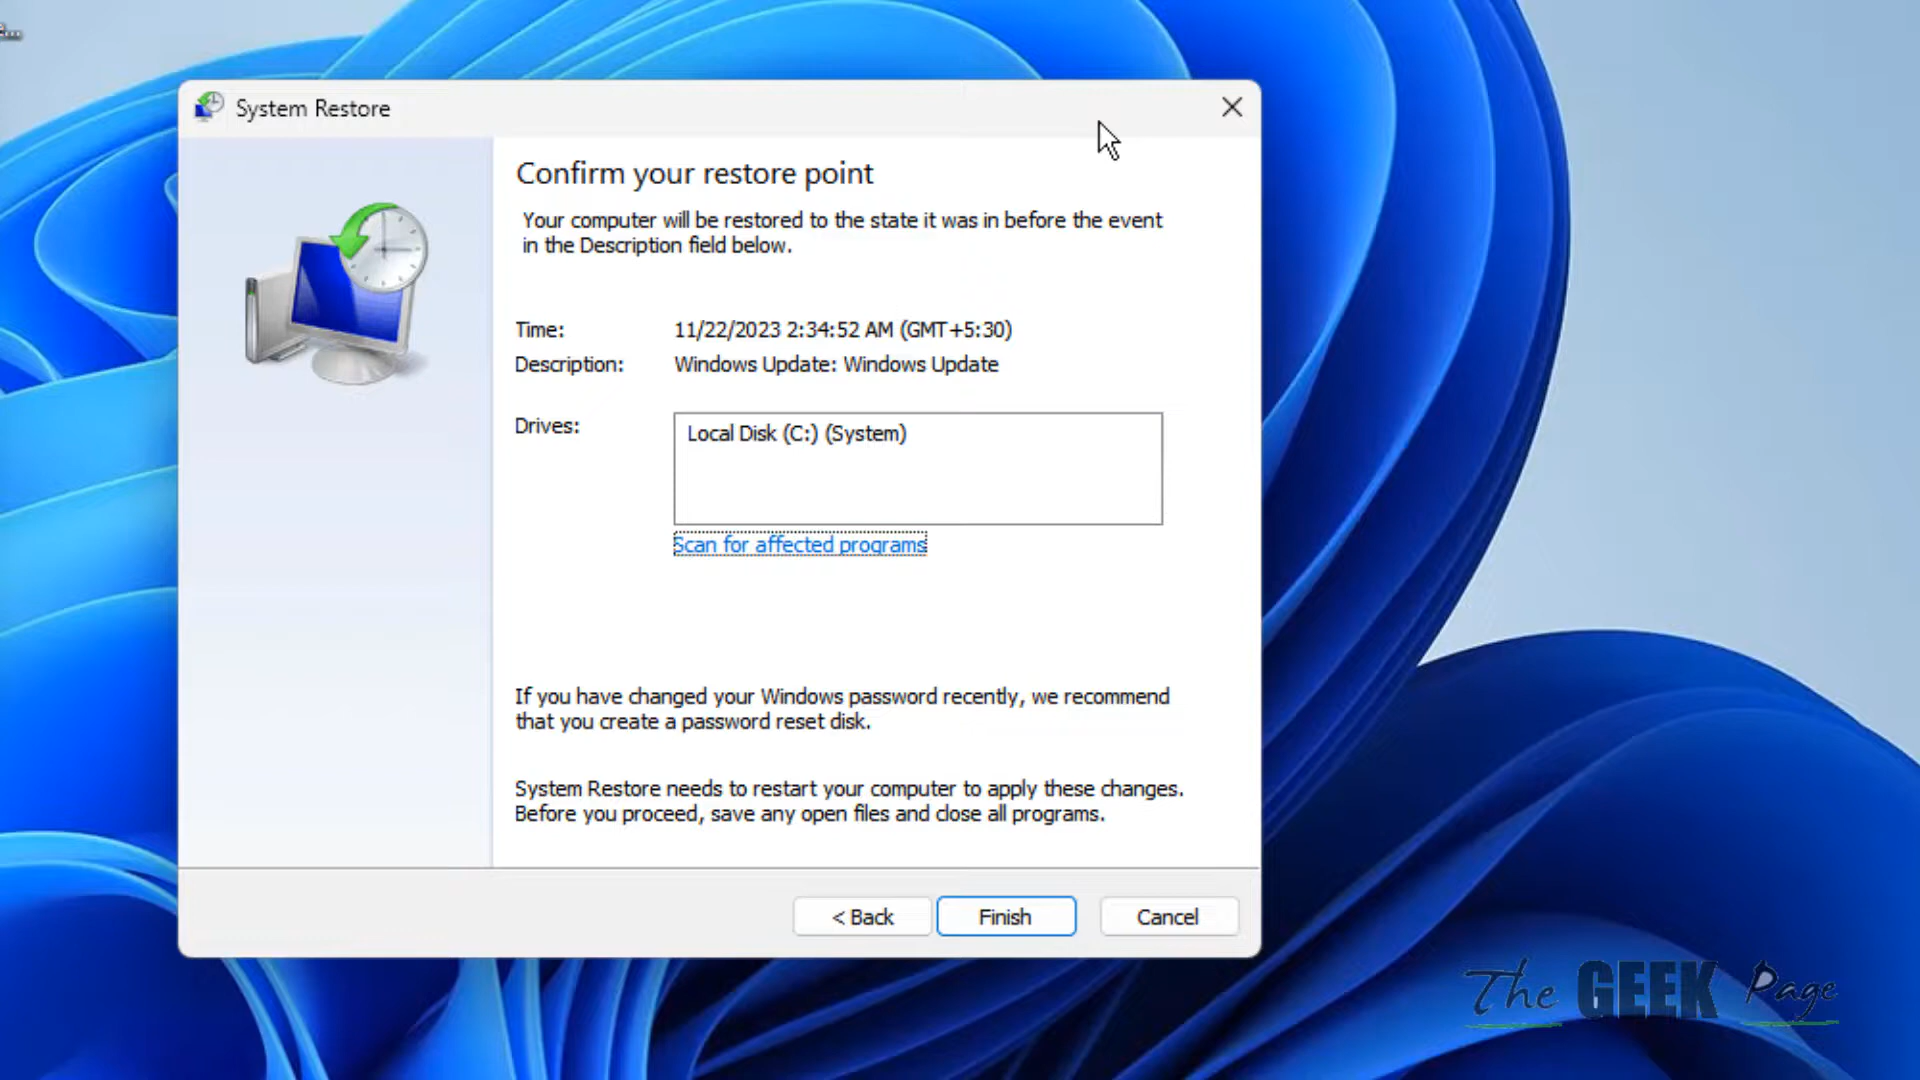 System Restore
Confirm your restore point
Your computer will be restored to the state it was in before the event
in the Description field below.
Time: 11/22/2023 2:34:52 AM (GMT+5:30)
Description: Windows Update: Windows Update
Drives: Local Disk (C:) (System)
Scan for affected programs
If you have changed your Windows password recently, we recommend
that you create a password reset disk.
System Restore needs to restart your computer to apply these changes.
Before you proceed, save any open files and close all programs.
< Back Finish Cancel
The GEEK Page